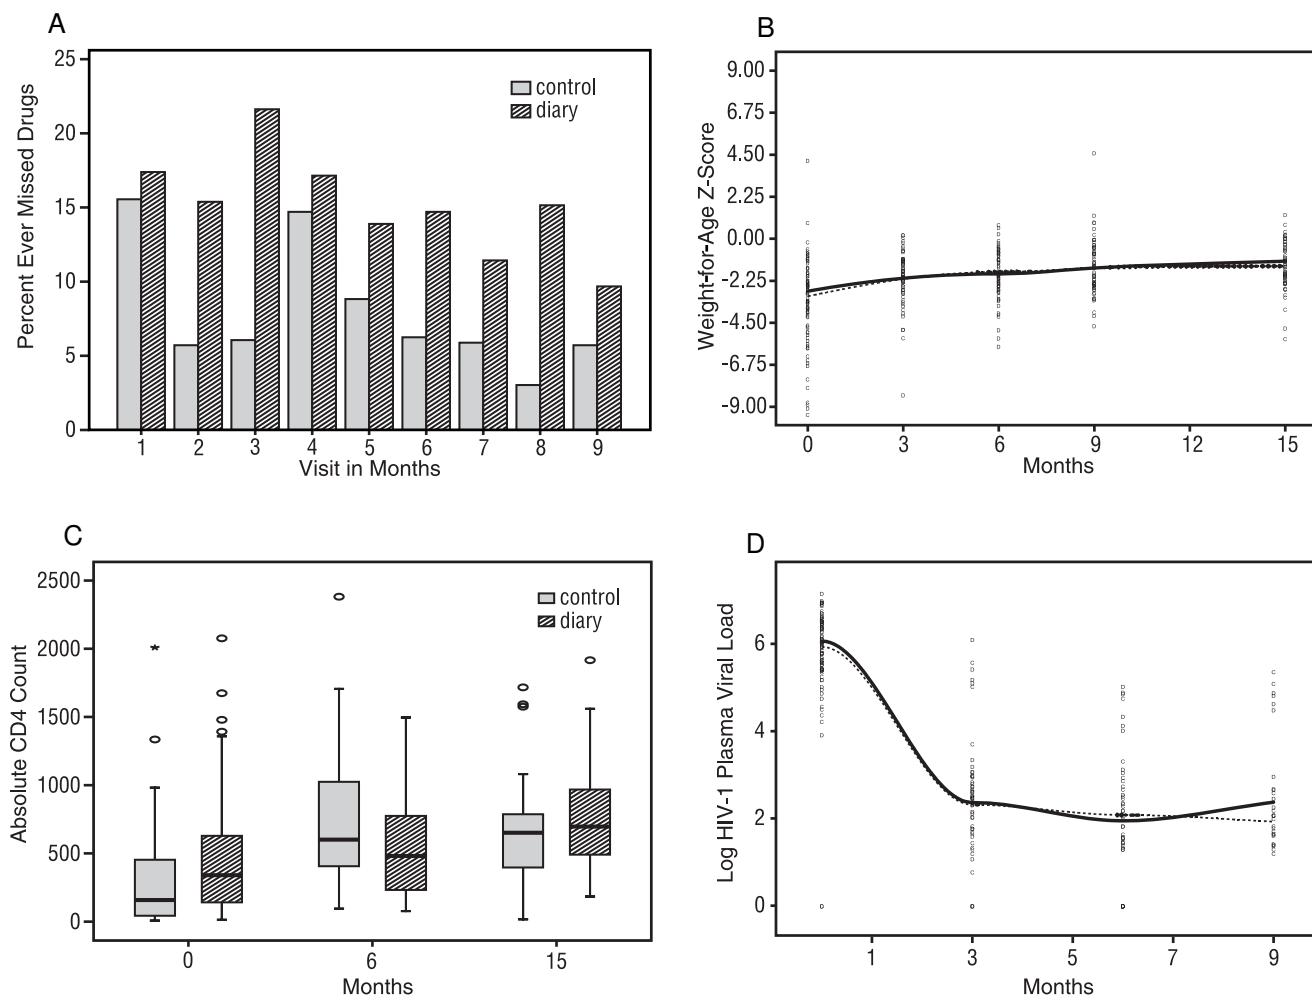 A
Percent Ever Missed Drugs
25
20
15
10
5
0
control
diary
1 2 3 4 5 6 7 8 9
Visit in Months
B
Weight-for-Age Z-Score
9.00
6.75
4.50
2.25
0.00
-2.25
-4.50
-6.75
-9.00
0 3 6 9 12 15
Months
C
Absolute CD4 Count
2500
2000
1500
1000
500
0
control
diary
0 6 15
Months
D
Log HIV-1 Plasma Viral Load
6
4
2
0
1 3 5 7 9
Months